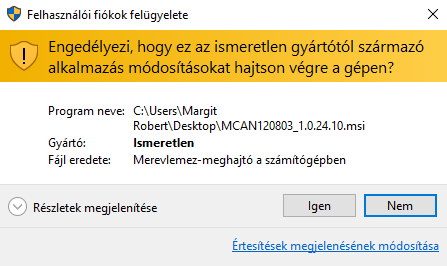 Felhasználói fiókok felügyelete
Engedélyezi, hogy ez az ismeretlen gyártótól származó
alkalmazás módosításokat hajtson végre a gépen?
Program neve: C:\Users\Margit
Robert\Desktop\MCAN120803_1.0.24.10.msi
Gyártó: Ismeretlen
Fájl eredete: Merevlemez-meghajtó a számítógépben
Részletek megjelenítése Igen Nem
Értesítések megjelenésének módosítása